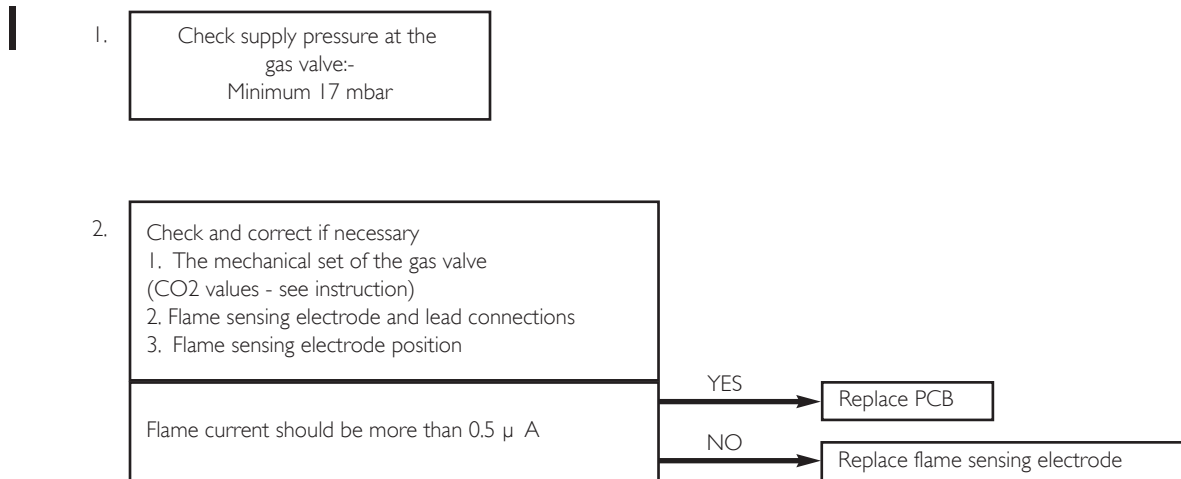 1.
Check supply pressure at the
gas valve:-
Minimum 17 mbar
2.
Check and correct if necessary
1. The mechanical set of the gas valve
(CO2 values - see instruction)
2. Flame sensing electrode and lead connections
3. Flame sensing electrode position
Flame current should be more than 0.5 µ A
YES
Replace PCB
NO
Replace flame sensing electrode